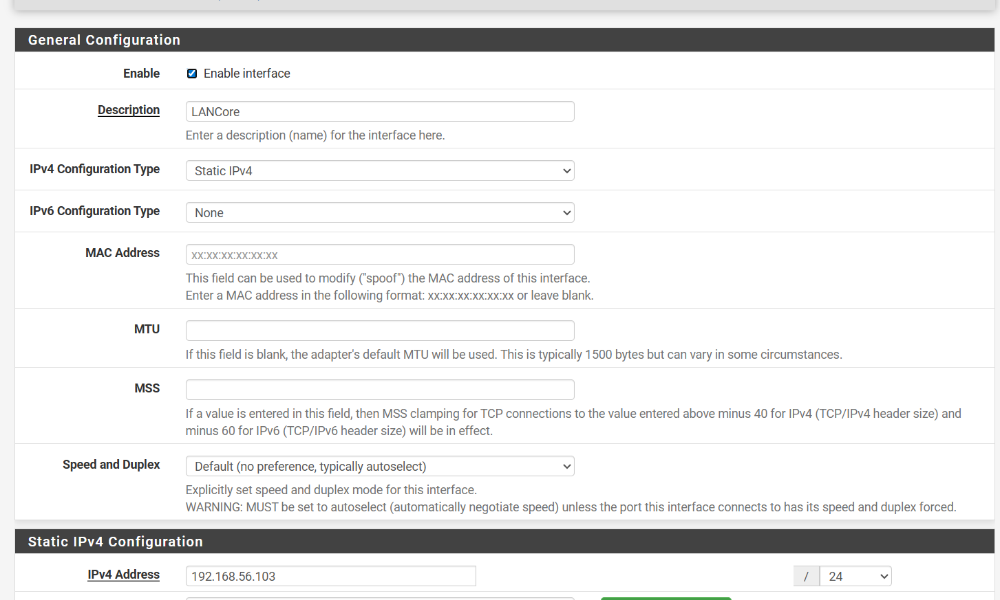 General Configuration
Enable
Enable interface
Description
LANCore
Enter a description (name) for the interface here.
IPv4 Configuration Type
Static IPv4
IPv6 Configuration Type
None
MAC Address
xx:xx:xx:xx:xx:xx
This field can be used to modify ("spoof") the MAC address of this interface.
Enter a MAC address in the following format: xx:xx:xx:xx:xx:xx or leave blank.
MTU
If this field is blank, the adapter's default MTU will be used. This is typically 1500 bytes but can vary in some circumstances.
MSS
If a value is entered in this field, then MSS clamping for TCP connections to the value entered above minus 40 for IPv4 (TCP/IPv4 header size) and
minus 60 for IPv6 (TCP/IPv6 header size) will be in effect.
Speed and Duplex
Default (no preference, typically autoselect)
Explicitly set speed and duplex mode for this interface.
WARNING: MUST be set to autoselect (automatically negotiate speed) unless the port this interface connects to has its speed and duplex forced.
Static IPv4 Configuration
IPv4 Address
192.168.56.103
/ 24